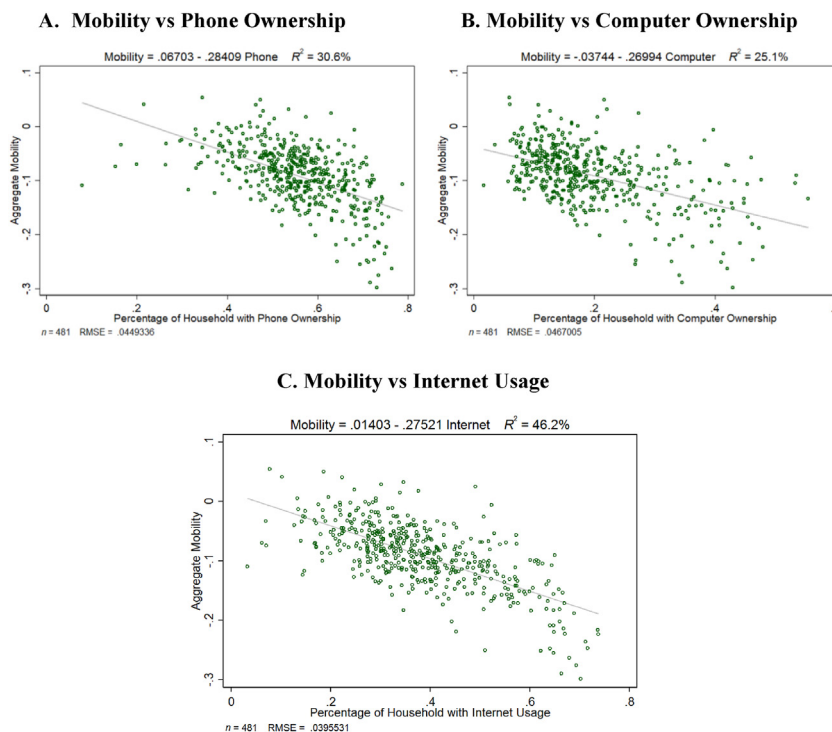 A. Mobility vs Phone Ownership
Mobility = .06703 - .28409 Phone R² = 30.6%
.1
0
-.1
-.2
-.3
Aggregate Mobility
0 .2 .4 .6 .8
Percentage of Household with Phone Ownership
n = 481 RMSE = .0449336
B. Mobility vs Computer Ownership
Mobility = -.03744 - .26994 Computer R² = 25.1%
.1
0
-.1
-.2
-.3
Aggregate Mobility
0 .2 .4
Percentage of Household with Computer Ownership
n = 481 RMSE = .0467005
C. Mobility vs Internet Usage
Mobility = .01403 - .27521 Internet R² = 46.2%
.1
0
-.1
-.2
-.3
Aggregate Mobility
0 .2 .4 .6 .8
Percentage of Household with Internet Usage
n = 481 RMSE = .0395531